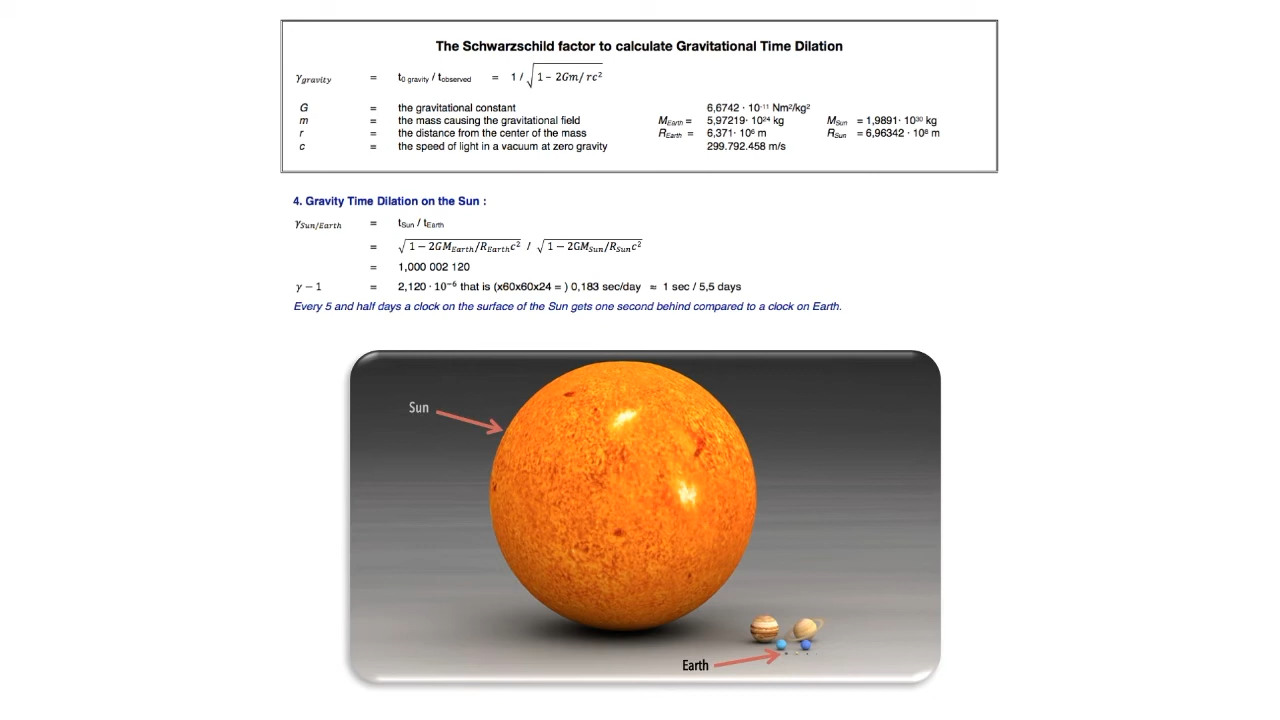 The Schwarzschild factor to calculate Gravitational Time Dilation
γgravity = t0 gravity / tobserved = 1 / √1 − 2Gm/ rc²
G = the gravitational constant 6,6742 · 10⁻¹¹ Nm²/kg²
m = the mass causing the gravitational field MEarth = 5,97219· 10²⁴ kg MSun = 1,9891· 10³⁰ kg
r = the distance from the center of the mass REarth = 6,371· 10⁶ m RSun = 6,96342 · 10⁸ m
c = the speed of light in a vacuum at zero gravity 299.792.458 m/s
4. Gravity Time Dilation on the Sun :
γSun/Earth = tSun / tEarth
= √1 − 2GMEarth/REarthc² / √1 − 2GMSun/RSunc²
= 1,000 002 120
γ − 1 = 2,120 · 10⁻⁶ that is (x60x60x24 = ) 0,183 sec/day ≈ 1 sec / 5,5 days
Every 5 and half days a clock on the surface of the Sun gets one second behind compared to a clock on Earth.
Sun
Earth